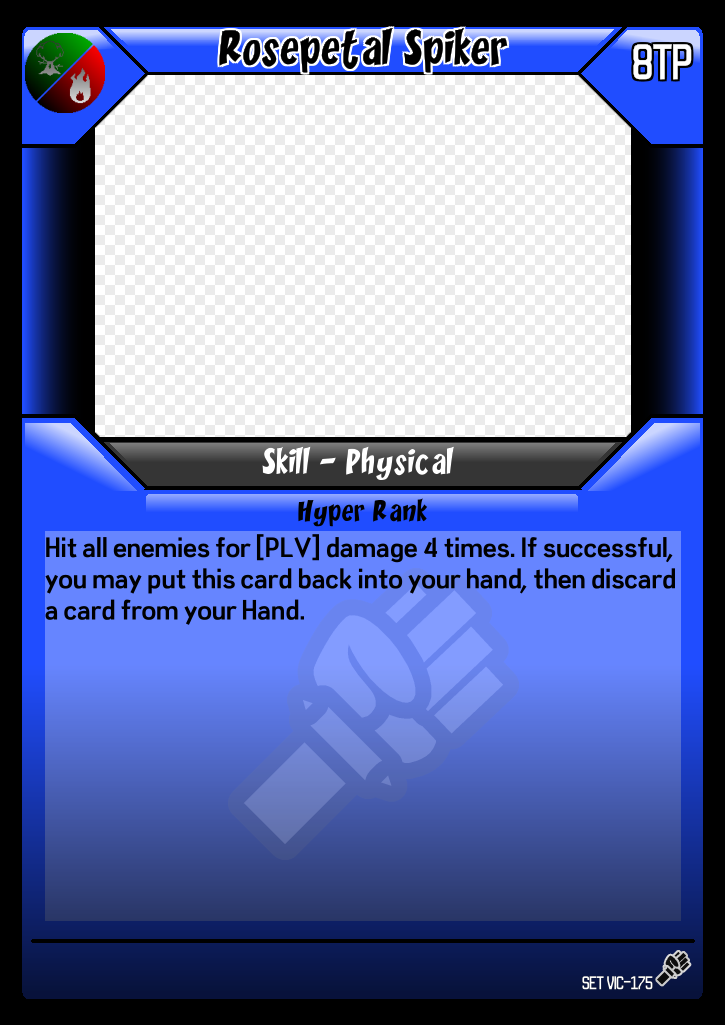 Rosepetal Spiker
8TP
Skill - Physical
Hyper Rank
Hit all enemies for [PLV] damage 4 times. If successful,
you may put this card back into your hand, then discard
a card from your Hand.
SET VIC-175